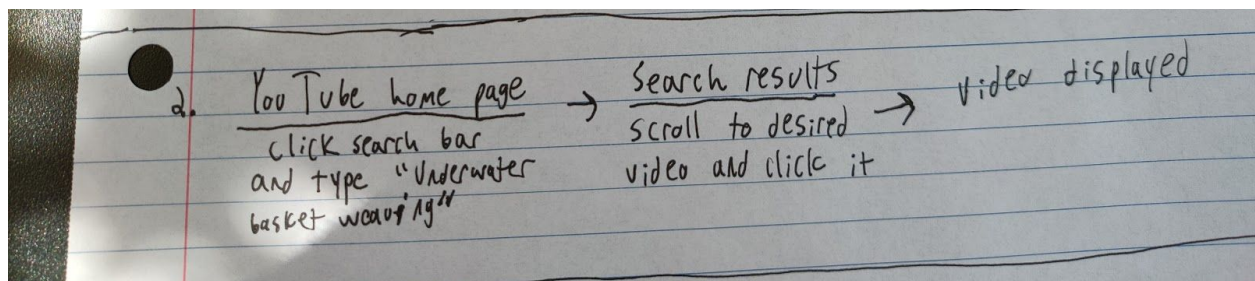 2. YouTube home page → Search results → video displayed
click search bar
and type "Underwater
basket weaving"
scroll to desired
video and click it